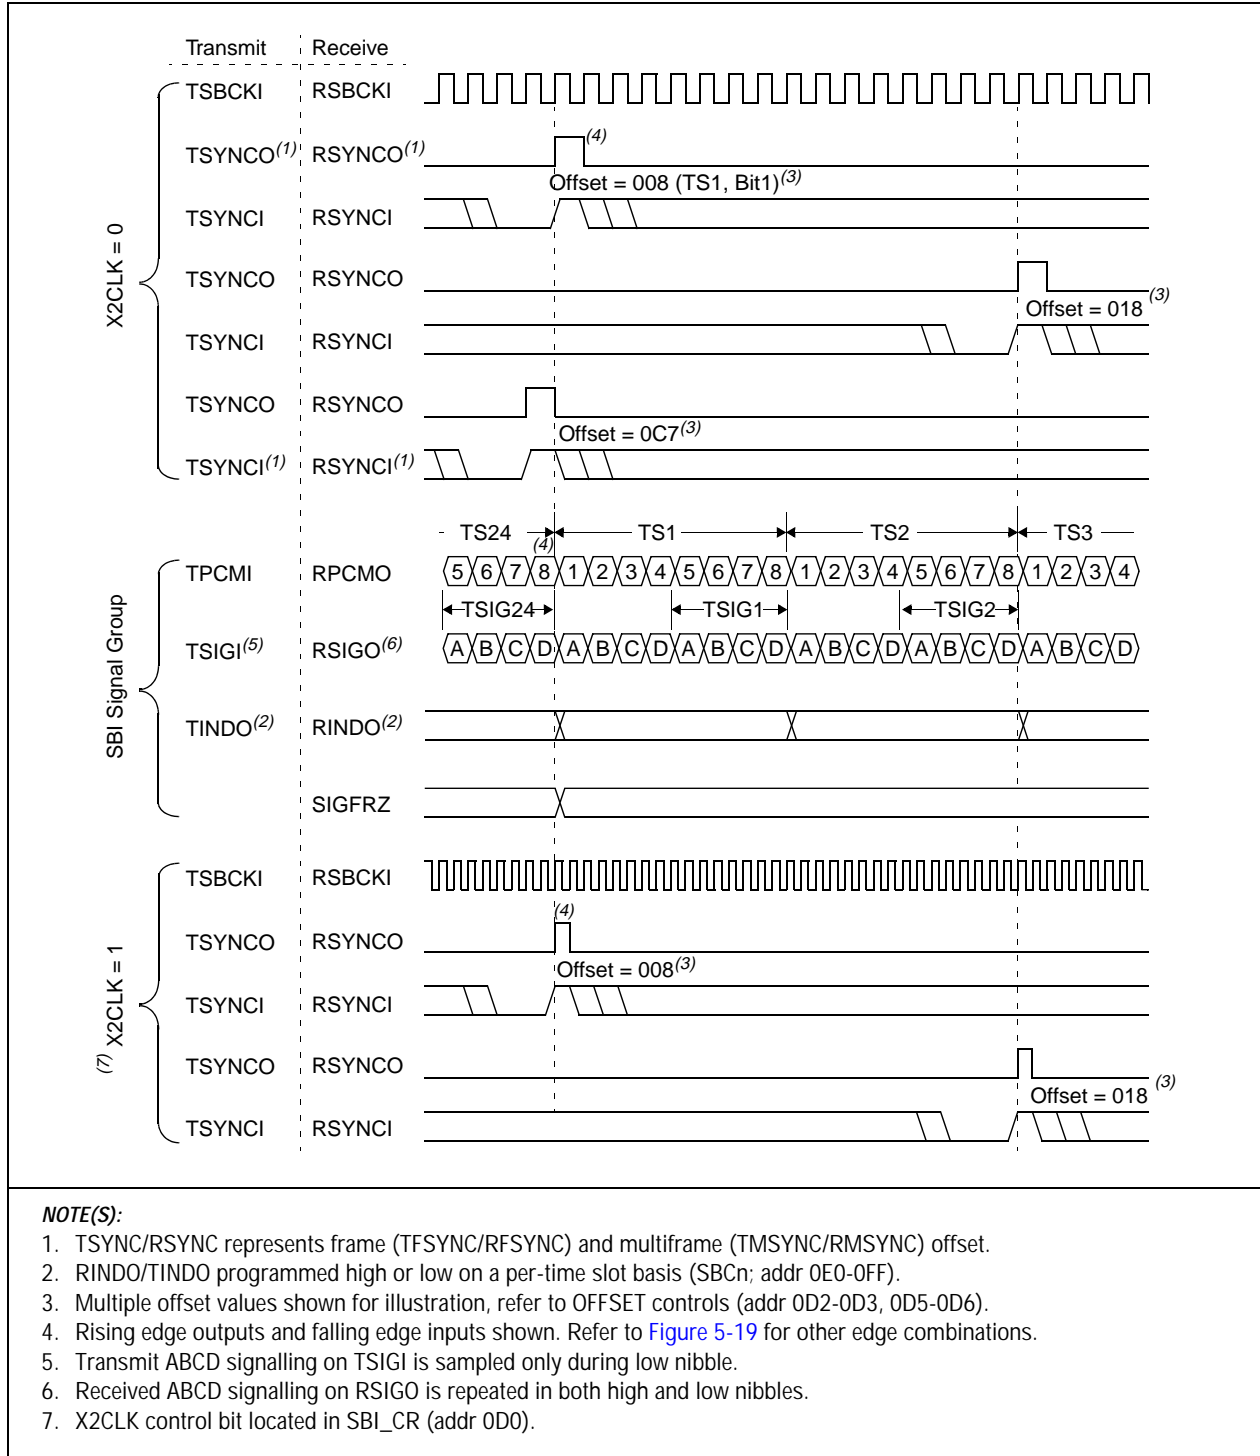 Transmit Receive
TSBCKI RSBCKI
TSYNCO(1) RSYNCO(1) (4)
Offset = 008 (TS1, Bit1)(3)
TSYNCI RSYNCI
X2CLK = 0
TSYNCO RSYNCO
Offset = 018 (3)
TSYNCI RSYNCI
TSYNCO RSYNCO
Offset = 0C7(3)
TSYNCI(1) RSYNCI(1)
TS24 TS1 TS2 TS3
(4)
TPCMI RPCMO 5 6 7 8 1 2 3 4 5 6 7 8 1 2 3 4 5 6 7 8 1 2 3 4
TSIG24 TSIG1 TSIG2
TSIGI(5) RSIGO(6) A B C D A B C D A B C D A B C D A B C D A B C D
SBI Signal Group
TINDO(2) RINDO(2)
SIGFRZ
TSBCKI RSBCKI
(4)
TSYNCO RSYNCO
Offset = 008(3)
TSYNCI RSYNCI
(7) X2CLK = 1
TSYNCO RSYNCO
Offset = 018 (3)
TSYNCI RSYNCI
NOTE(S):
1. TSYNC/RSYNC represents frame (TFSYNC/RFSYNC) and multiframe (TMSYNC/RMSYNC) offset.
2. RINDO/TINDO programmed high or low on a per-time slot basis (SBCn; addr 0E0-0FF).
3. Multiple offset values shown for illustration, refer to OFFSET controls (addr 0D2-0D3, 0D5-0D6).
4. Rising edge outputs and falling edge inputs shown. Refer to Figure 5-19 for other edge combinations.
5. Transmit ABCD signalling on TSIGI is sampled only during low nibble.
6. Received ABCD signalling on RSIGO is repeated in both high and low nibbles.
7. X2CLK control bit located in SBI_CR (addr 0D0).